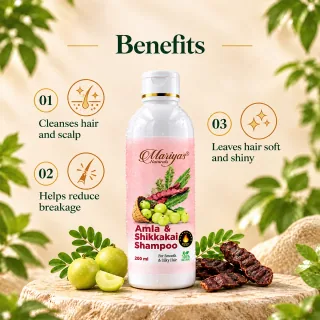 Benefits
01
Cleanses hair
and scalp
02
Helps reduce
breakage
03
Leaves hair soft
and shiny
Mariyas
Amla &
Shikkakai
Shampoo
For Smooth
& Silky Hair
200 ml